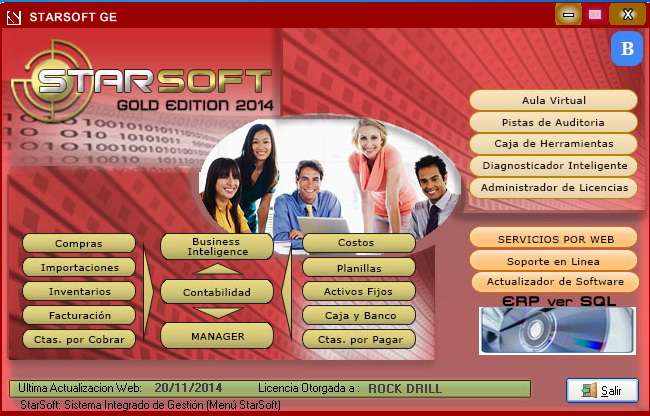 STARSOFT GE
B
STARSOFT
GOLD EDITION 2014
Aula Virtual
Pistas de Auditoria
Caja de Herramientas
Diagnosticador Inteligente
Administrador de Licencias
Compras
Importaciones
Inventarios
Facturación
Ctas. por Cobrar
Business
Inteligence
Contabilidad
MANAGER
Costos
Planillas
Activos Fijos
Caja y Banco
Ctas. por Pagar
SERVICIOS POR WEB
Soporte en Linea
Actualizador de Software
ERP ver SQL
Ultima Actualizacion Web: 20/11/2014 Licencia Otorgada a : ROCK DRILL
StarSoft: Sistema Integrado de Gestión (Menú StarSoft)
Salir